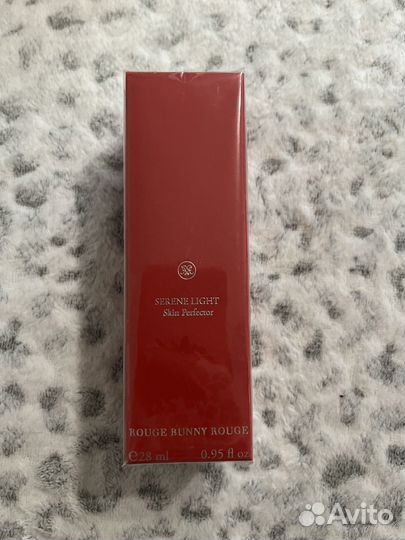 SERENE LIGHT
Skin Perfector
ROUGE BUNNY ROUGE
℮28 ml 0.95 fl oz
Avito